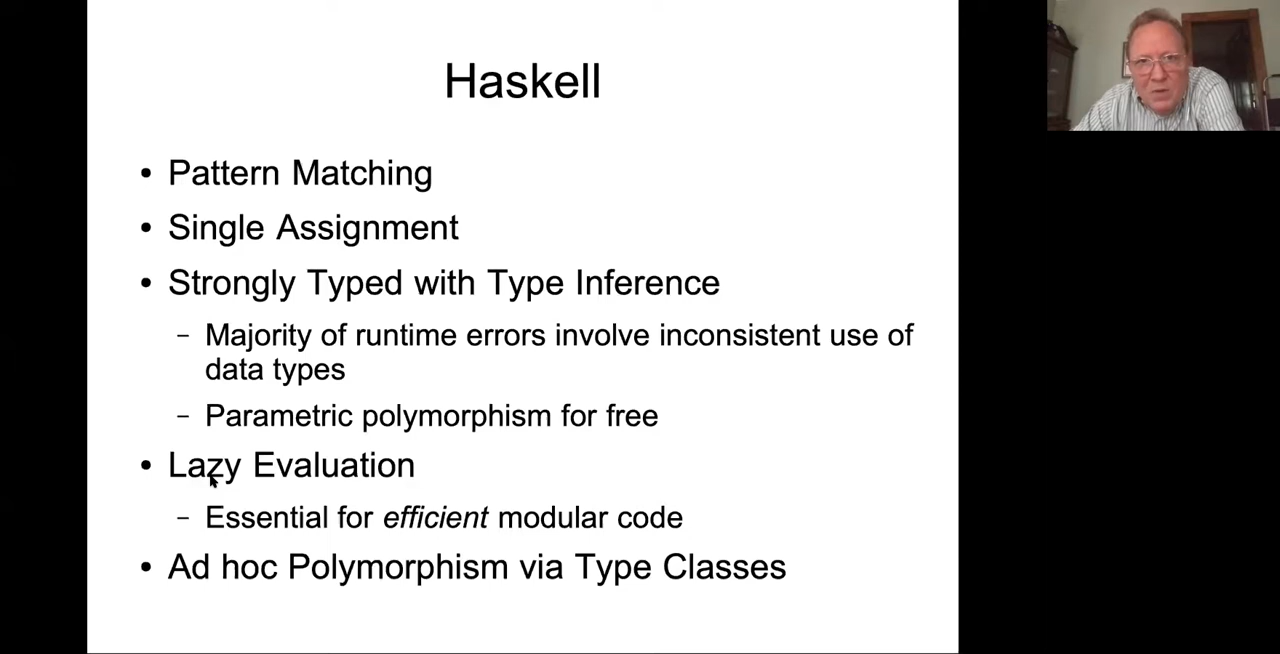 Haskell
• Pattern Matching
• Single Assignment
• Strongly Typed with Type Inference
– Majority of runtime errors involve inconsistent use of
data types
– Parametric polymorphism for free
• Lazy Evaluation
– Essential for efficient modular code
• Ad hoc Polymorphism via Type Classes